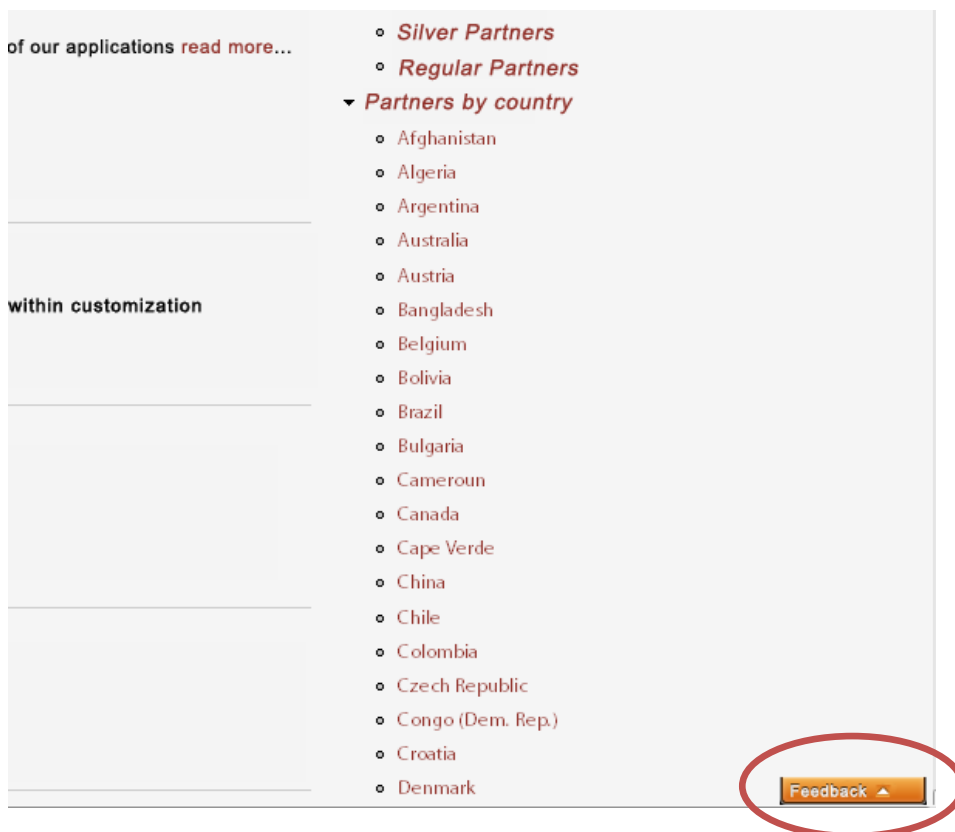 of our applications read more...
within customization
Silver Partners
Regular Partners
Partners by country
Afghanistan
Algeria
Argentina
Australia
Austria
Bangladesh
Belgium
Bolivia
Brazil
Bulgaria
Cameroun
Canada
Cape Verde
China
Chile
Colombia
Czech Republic
Congo (Dem. Rep.)
Croatia
Denmark
Feedback